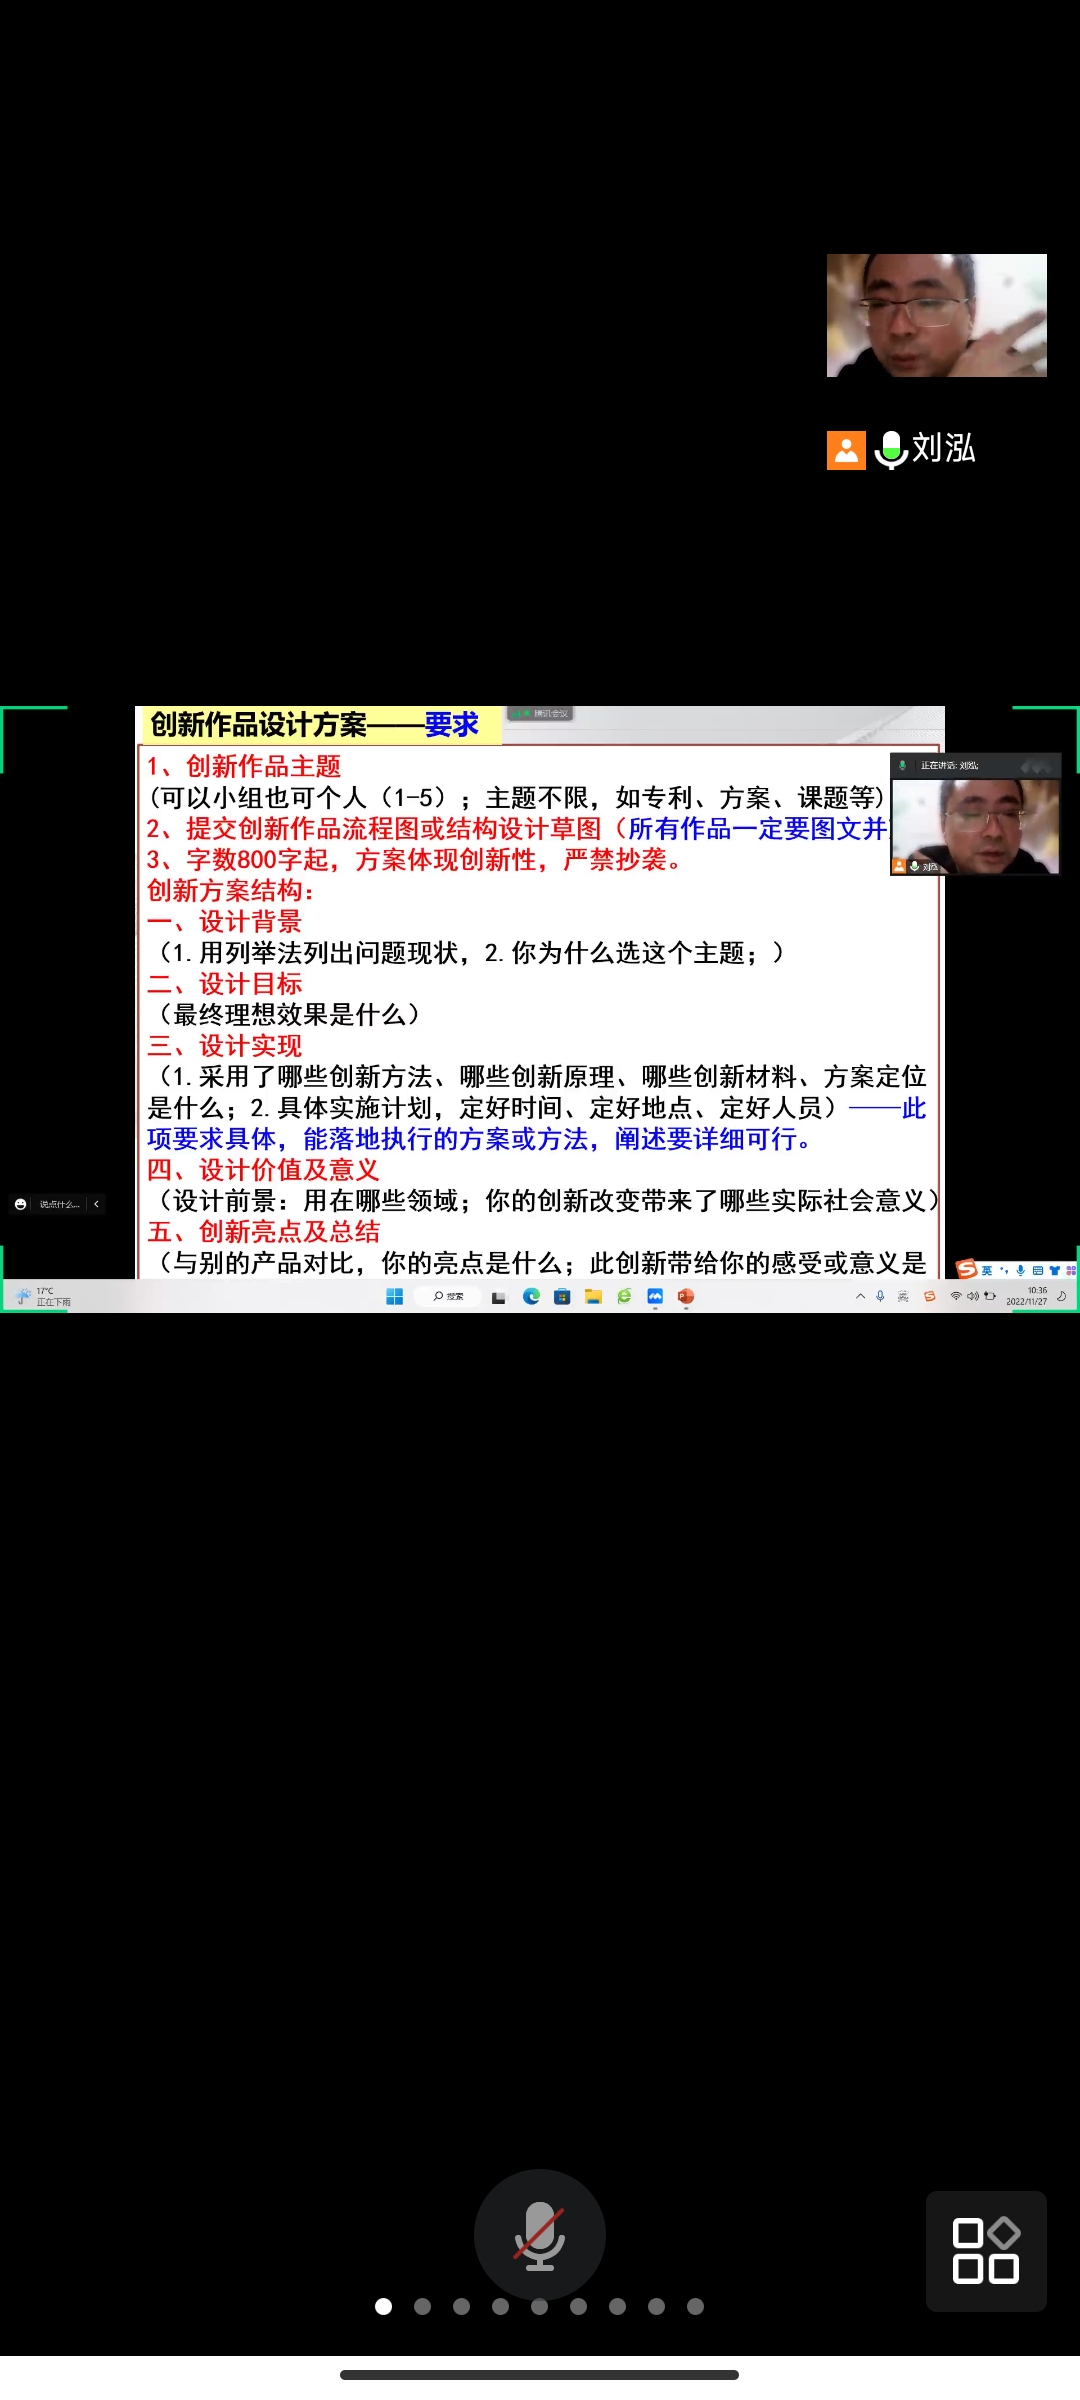 刘泓
创新作品设计方案——要求
腾讯会议
1、创新作品主题
(可以小组也可个人（1-5）；主题不限，如专利、方案、课题等)
2、提交创新作品流程图或结构设计草图（所有作品一定要图文并
3、字数800字起，方案体现创新性，严禁抄袭。
创新方案结构：
一、设计背景
（1.用列举法列出问题现状，2.你为什么选这个主题；）
二、设计目标
（最终理想效果是什么）
三、设计实现
（1.采用了哪些创新方法、哪些创新原理、哪些创新材料、方案定位
是什么；2.具体实施计划，定好时间、定好地点、定好人员）——此
项要求具体，能落地执行的方案或方法，阐述要详细可行。
四、设计价值及意义
（设计前景：用在哪些领域；你的创新改变带来了哪些实际社会意义）
五、创新亮点及总结
（与别的产品对比，你的亮点是什么；此创新带给你的感受或意义是
正在讲话: 刘泓;
刘泓
说点什么...
英
17°C
正在下雨
搜索
英
10:36
2022/11/27